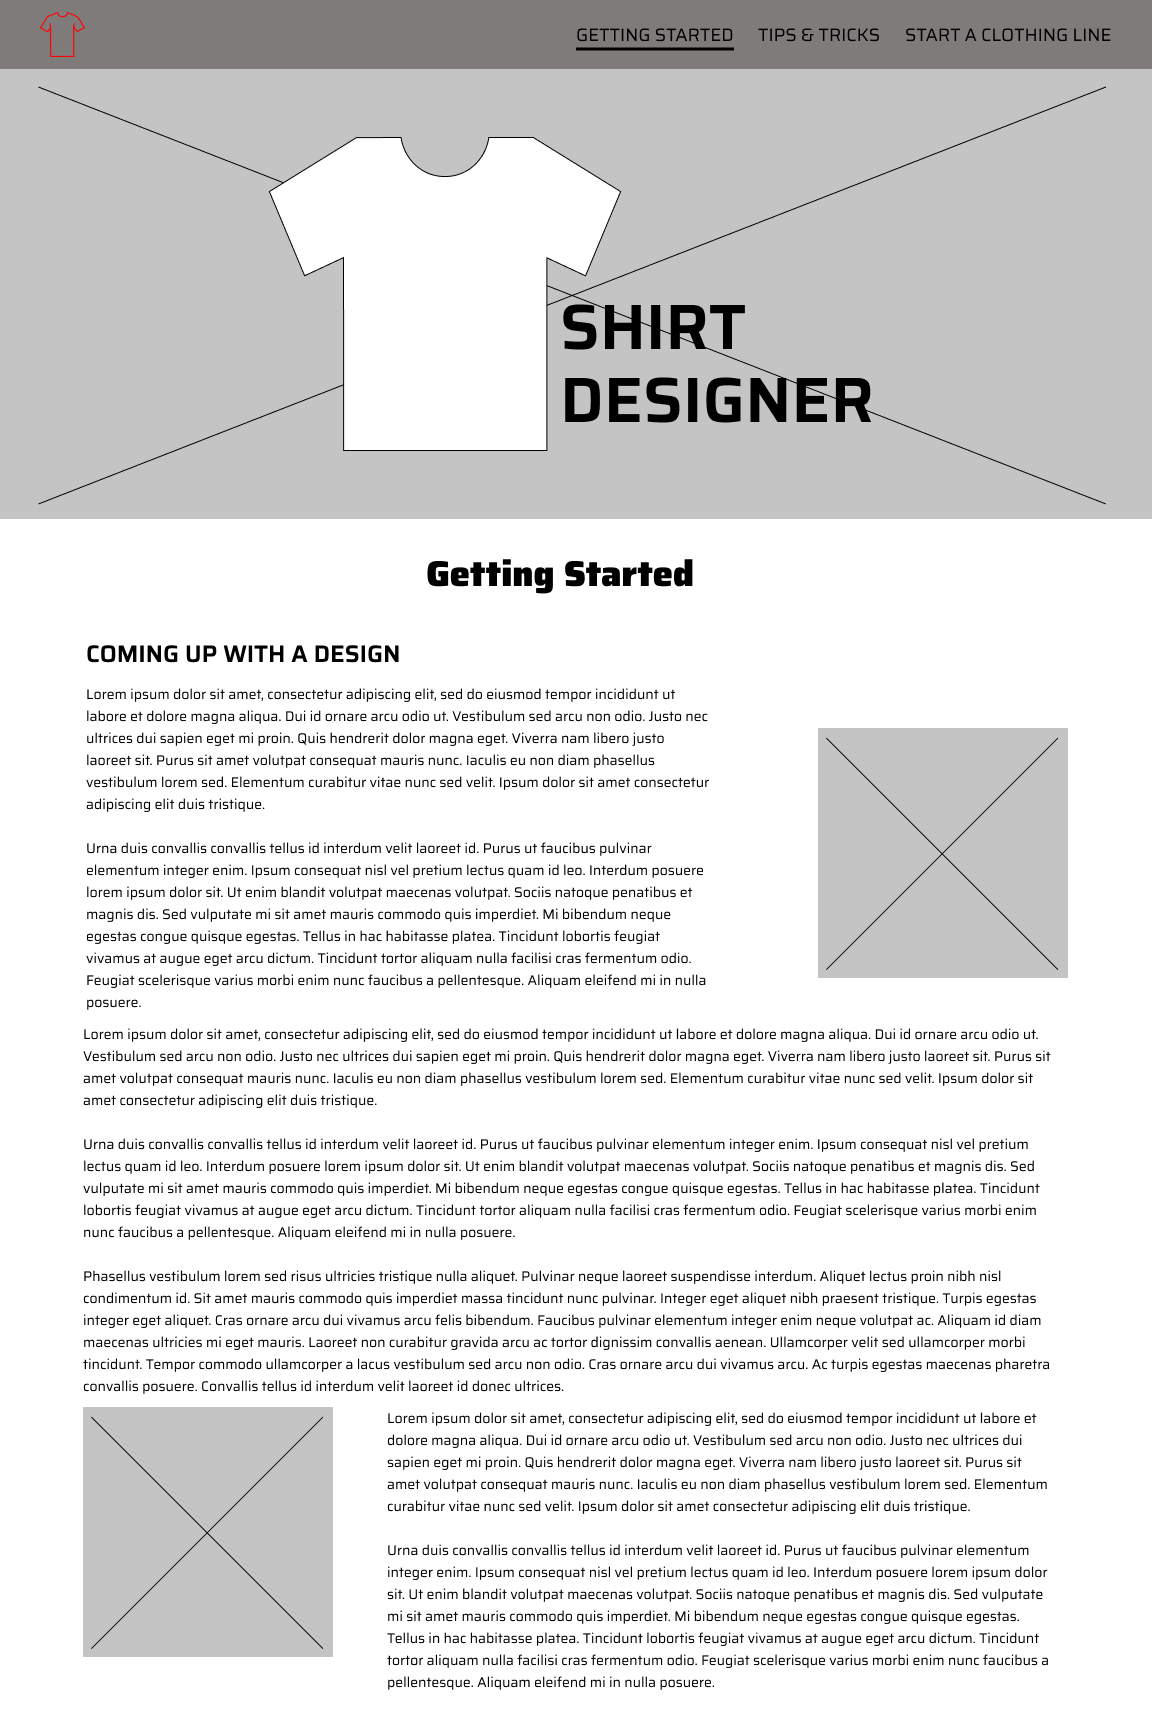 GETTING STARTED TIPS & TRICKS START A CLOTHING LINE
SHIRT
DESIGNER
Getting Started
COMING UP WITH A DESIGN
Lorem ipsum dolor sit amet, consectetur adipiscing elit, sed do eiusmod tempor incididunt ut
labore et dolore magna aliqua. Dui id ornare arcu odio ut. Vestibulum sed arcu non odio. Justo nec
ultrices dui sapien eget mi proin. Quis hendrerit dolor magna eget. Viverra nam libero justo
laoreet sit. Purus sit amet volutpat consequat mauris nunc. Iaculis eu non diam phasellus
vestibulum lorem sed. Elementum curabitur vitae nunc sed velit. Ipsum dolor sit amet consectetur
adipiscing elit duis tristique.
Urna duis convallis convallis tellus id interdum velit laoreet id. Purus ut faucibus pulvinar
elementum integer enim. Ipsum consequat nisl vel pretium lectus quam id leo. Interdum posuere
lorem ipsum dolor sit. Ut enim blandit volutpat maecenas volutpat. Sociis natoque penatibus et
magnis dis. Sed vulputate mi sit amet mauris commodo quis imperdiet. Mi bibendum neque
egestas congue quisque egestas. Tellus in hac habitasse platea. Tincidunt lobortis feugiat
vivamus at augue eget arcu dictum. Tincidunt tortor aliquam nulla facilisi cras fermentum odio.
Feugiat scelerisque varius morbi enim nunc faucibus a pellentesque. Aliquam eleifend mi in nulla
posuere.
Lorem ipsum dolor sit amet, consectetur adipiscing elit, sed do eiusmod tempor incididunt ut labore et dolore magna aliqua. Dui id ornare arcu odio ut.
Vestibulum sed arcu non odio. Justo nec ultrices dui sapien eget mi proin. Quis hendrerit dolor magna eget. Viverra nam libero justo laoreet sit. Purus sit
amet volutpat consequat mauris nunc. Iaculis eu non diam phasellus vestibulum lorem sed. Elementum curabitur vitae nunc sed velit. Ipsum dolor sit
amet consectetur adipiscing elit duis tristique.
Urna duis convallis convallis tellus id interdum velit laoreet id. Purus ut faucibus pulvinar elementum integer enim. Ipsum consequat nisl vel pretium
lectus quam id leo. Interdum posuere lorem ipsum dolor sit. Ut enim blandit volutpat maecenas volutpat. Sociis natoque penatibus et magnis dis. Sed
vulputate mi sit amet mauris commodo quis imperdiet. Mi bibendum neque egestas congue quisque egestas. Tellus in hac habitasse platea. Tincidunt
lobortis feugiat vivamus at augue eget arcu dictum. Tincidunt tortor aliquam nulla facilisi cras fermentum odio. Feugiat scelerisque varius morbi enim
nunc faucibus a pellentesque. Aliquam eleifend mi in nulla posuere.
Phasellus vestibulum lorem sed risus ultricies tristique nulla aliquet. Pulvinar neque laoreet suspendisse interdum. Aliquet lectus proin nibh nisl
condimentum id. Sit amet mauris commodo quis imperdiet massa tincidunt nunc pulvinar. Integer eget aliquet nibh praesent tristique. Turpis egestas
integer eget aliquet. Cras ornare arcu dui vivamus arcu felis bibendum. Faucibus pulvinar elementum integer enim neque volutpat ac. Aliquam id diam
maecenas ultricies mi eget mauris. Laoreet non curabitur gravida arcu ac tortor dignissim convallis aenean. Ullamcorper velit sed ullamcorper morbi
tincidunt. Tempor commodo ullamcorper a lacus vestibulum sed arcu non odio. Cras ornare arcu dui vivamus arcu. Ac turpis egestas maecenas pharetra
convallis posuere. Convallis tellus id interdum velit laoreet id donec ultrices.
Lorem ipsum dolor sit amet, consectetur adipiscing elit, sed do eiusmod tempor incididunt ut labore et
dolore magna aliqua. Dui id ornare arcu odio ut. Vestibulum sed arcu non odio. Justo nec ultrices dui
sapien eget mi proin. Quis hendrerit dolor magna eget. Viverra nam libero justo laoreet sit. Purus sit
amet volutpat consequat mauris nunc. Iaculis eu non diam phasellus vestibulum lorem sed. Elementum
curabitur vitae nunc sed velit. Ipsum dolor sit amet consectetur adipiscing elit duis tristique.
Urna duis convallis convallis tellus id interdum velit laoreet id. Purus ut faucibus pulvinar elementum
integer enim. Ipsum consequat nisl vel pretium lectus quam id leo. Interdum posuere lorem ipsum dolor
sit. Ut enim blandit volutpat maecenas volutpat. Sociis natoque penatibus et magnis dis. Sed vulputate
mi sit amet mauris commodo quis imperdiet. Mi bibendum neque egestas congue quisque egestas.
Tellus in hac habitasse platea. Tincidunt lobortis feugiat vivamus at augue eget arcu dictum. Tincidunt
tortor aliquam nulla facilisi cras fermentum odio. Feugiat scelerisque varius morbi enim nunc faucibus a
pellentesque. Aliquam eleifend mi in nulla posuere.